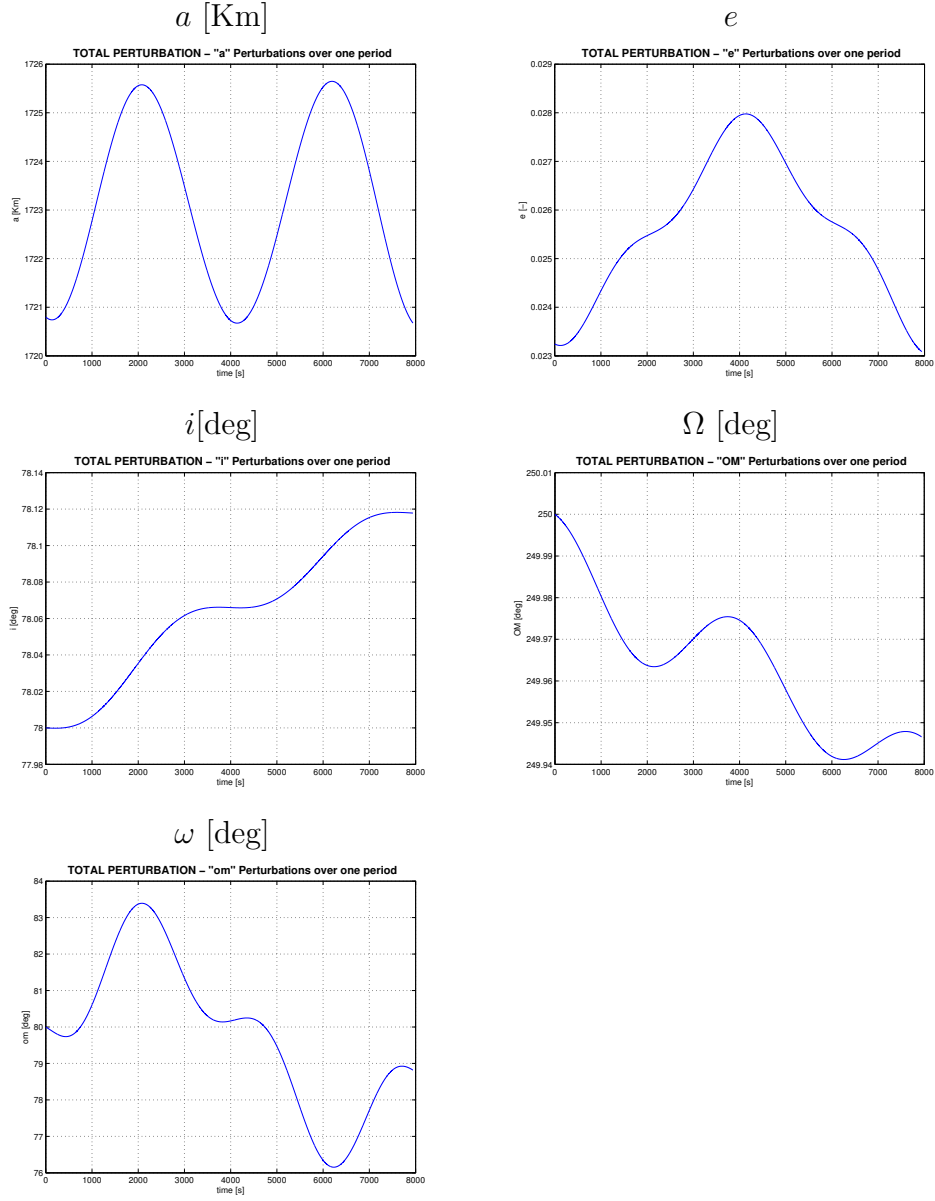 a [Km]
TOTAL PERTURBATION – "a" Perturbations over one period
1726
1725
1724
1723
1722
1721
1720
a [Km]
0 1000 2000 3000 4000 5000 6000 7000 8000
time [s]
e
TOTAL PERTURBATION – "e" Perturbations over one period
0.029
0.028
0.027
0.026
0.025
0.024
0.023
e [–]
0 1000 2000 3000 4000 5000 6000 7000 8000
time [s]
i[deg]
TOTAL PERTURBATION – "i" Perturbations over one period
78.14
78.12
78.1
78.08
78.06
78.04
78.02
78
77.98
i [deg]
0 1000 2000 3000 4000 5000 6000 7000 8000
time [s]
Ω [deg]
TOTAL PERTURBATION – "OM" Perturbations over one period
250.01
250
249.99
249.98
249.97
249.96
249.95
249.94
OM [deg]
0 1000 2000 3000 4000 5000 6000 7000 8000
time [s]
ω [deg]
TOTAL PERTURBATION – "om" Perturbations over one period
84
83
82
81
80
79
78
77
76
om [deg]
0 1000 2000 3000 4000 5000 6000 7000 8000
time [s]